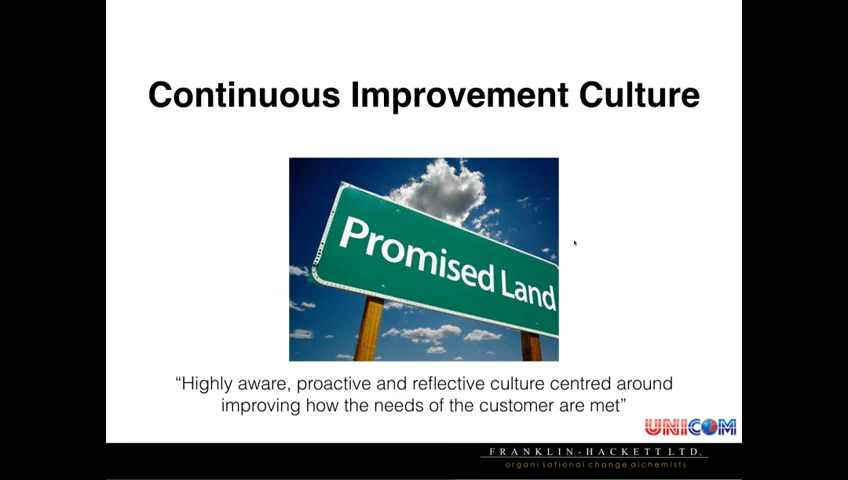 Continuous Improvement Culture
Promised Land
“Highly aware, proactive and reflective culture centred around
improving how the needs of the customer are met”
UNICOM
FRANKLIN-HACKETT LTD.
organisational change alchemists